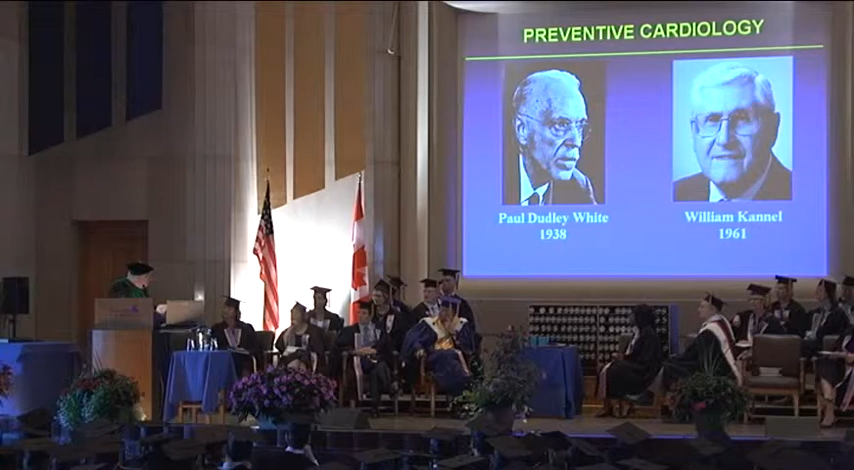 PREVENTIVE CARDIOLOGY
Paul Dudley White
1938
William Kannel
1961